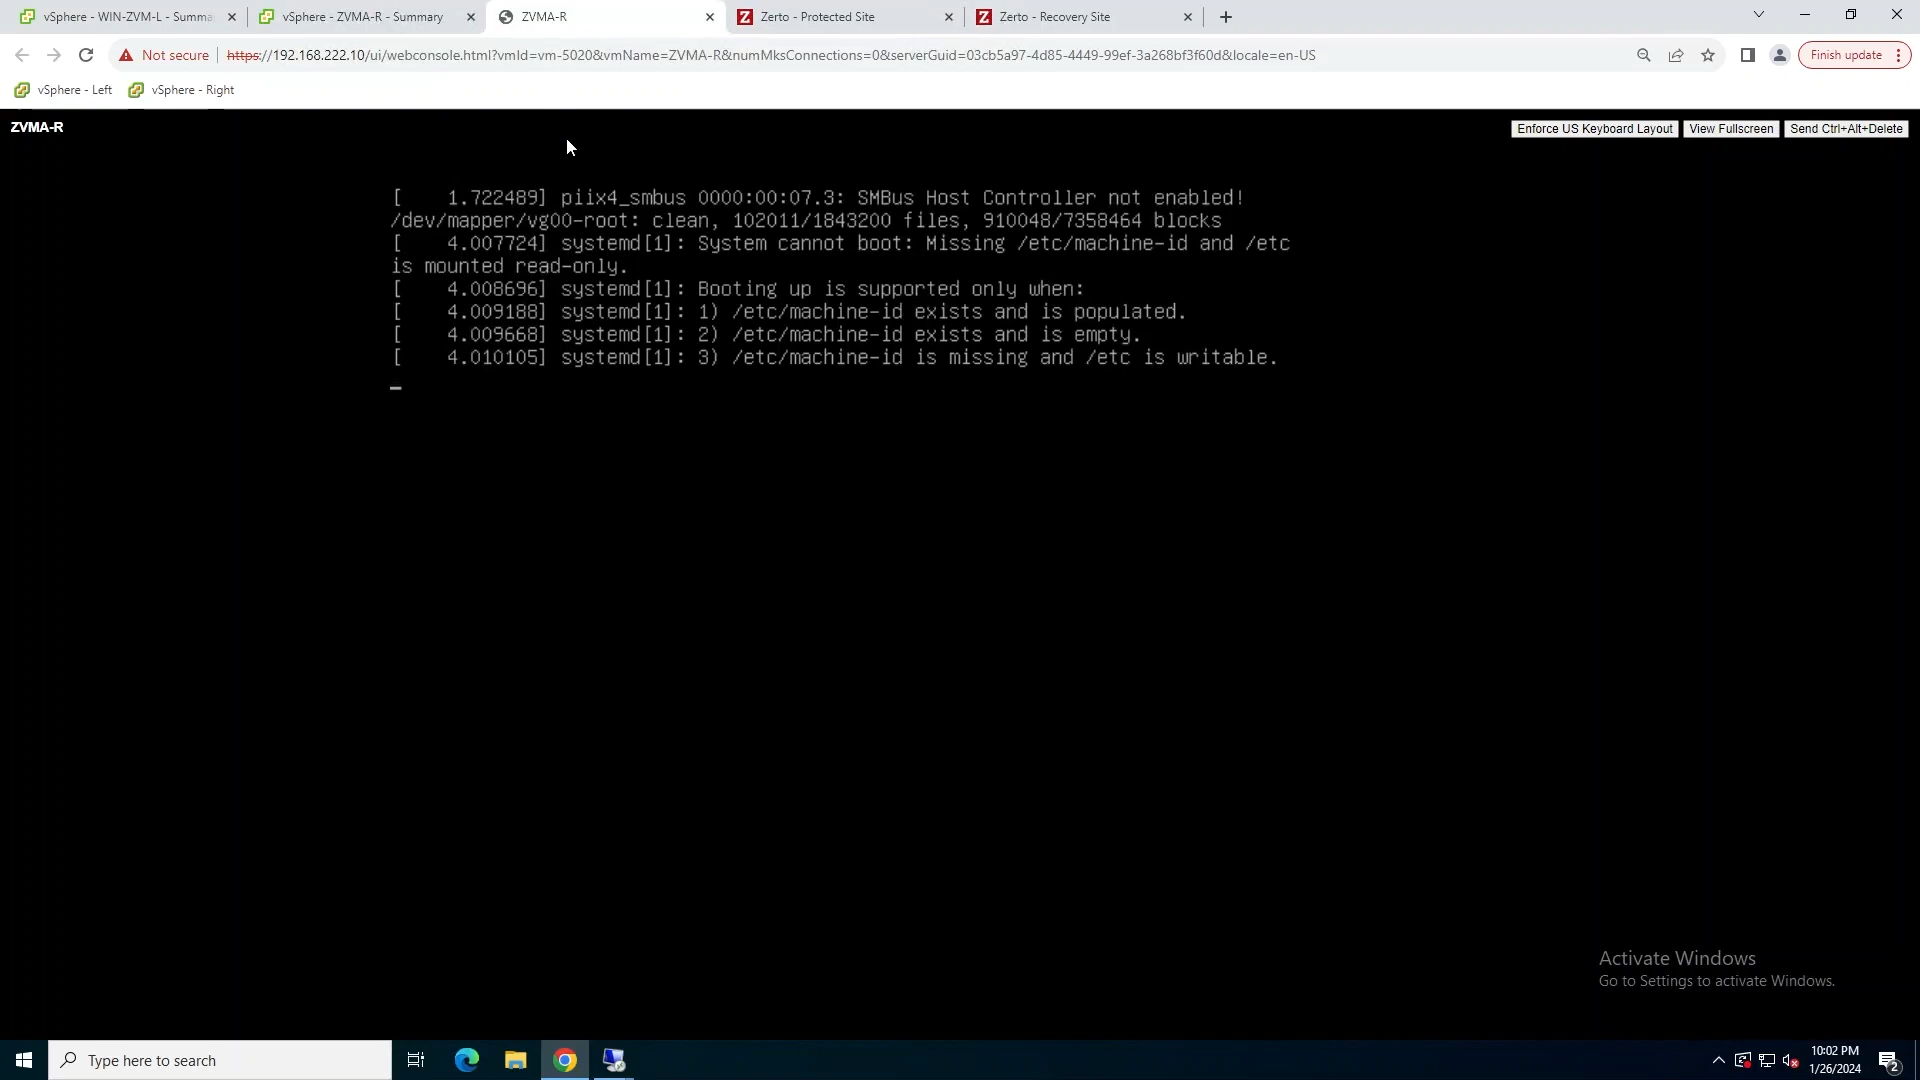 vSphere - WIN-ZVM-L - Summa
vSphere - ZVMA-R - Summary
ZVMA-R
Zerto - Protected Site
Zerto - Recovery Site
Not secure
https://192.168.222.10/ui/webconsole.html?vmId=vm-5020&vmName=ZVMA-R&numMksConnections=0&serverGuid=03cb5a97-4d85-4449-99ef-3a268bf3f60d&locale=en-US
Finish update
vSphere - Left
vSphere - Right
ZVMA-R
Enforce US Keyboard Layout
View Fullscreen
Send Ctrl+Alt+Delete
[    1.722489] piix4_smbus 0000:00:07.3: SMBus Host Controller not enabled!
/dev/mapper/vg00-root: clean, 102011/1843200 files, 910048/7358464 blocks
[    4.007724] systemd[1]: System cannot boot: Missing /etc/machine-id and /etc
is mounted read-only.
[    4.008696] systemd[1]: Booting up is supported only when:
[    4.009188] systemd[1]: 1) /etc/machine-id exists and is populated.
[    4.009668] systemd[1]: 2) /etc/machine-id exists and is empty.
[    4.010105] systemd[1]: 3) /etc/machine-id is missing and /etc is writable.
Activate Windows
Go to Settings to activate Windows.
Type here to search
10:02 PM
1/26/2024
2